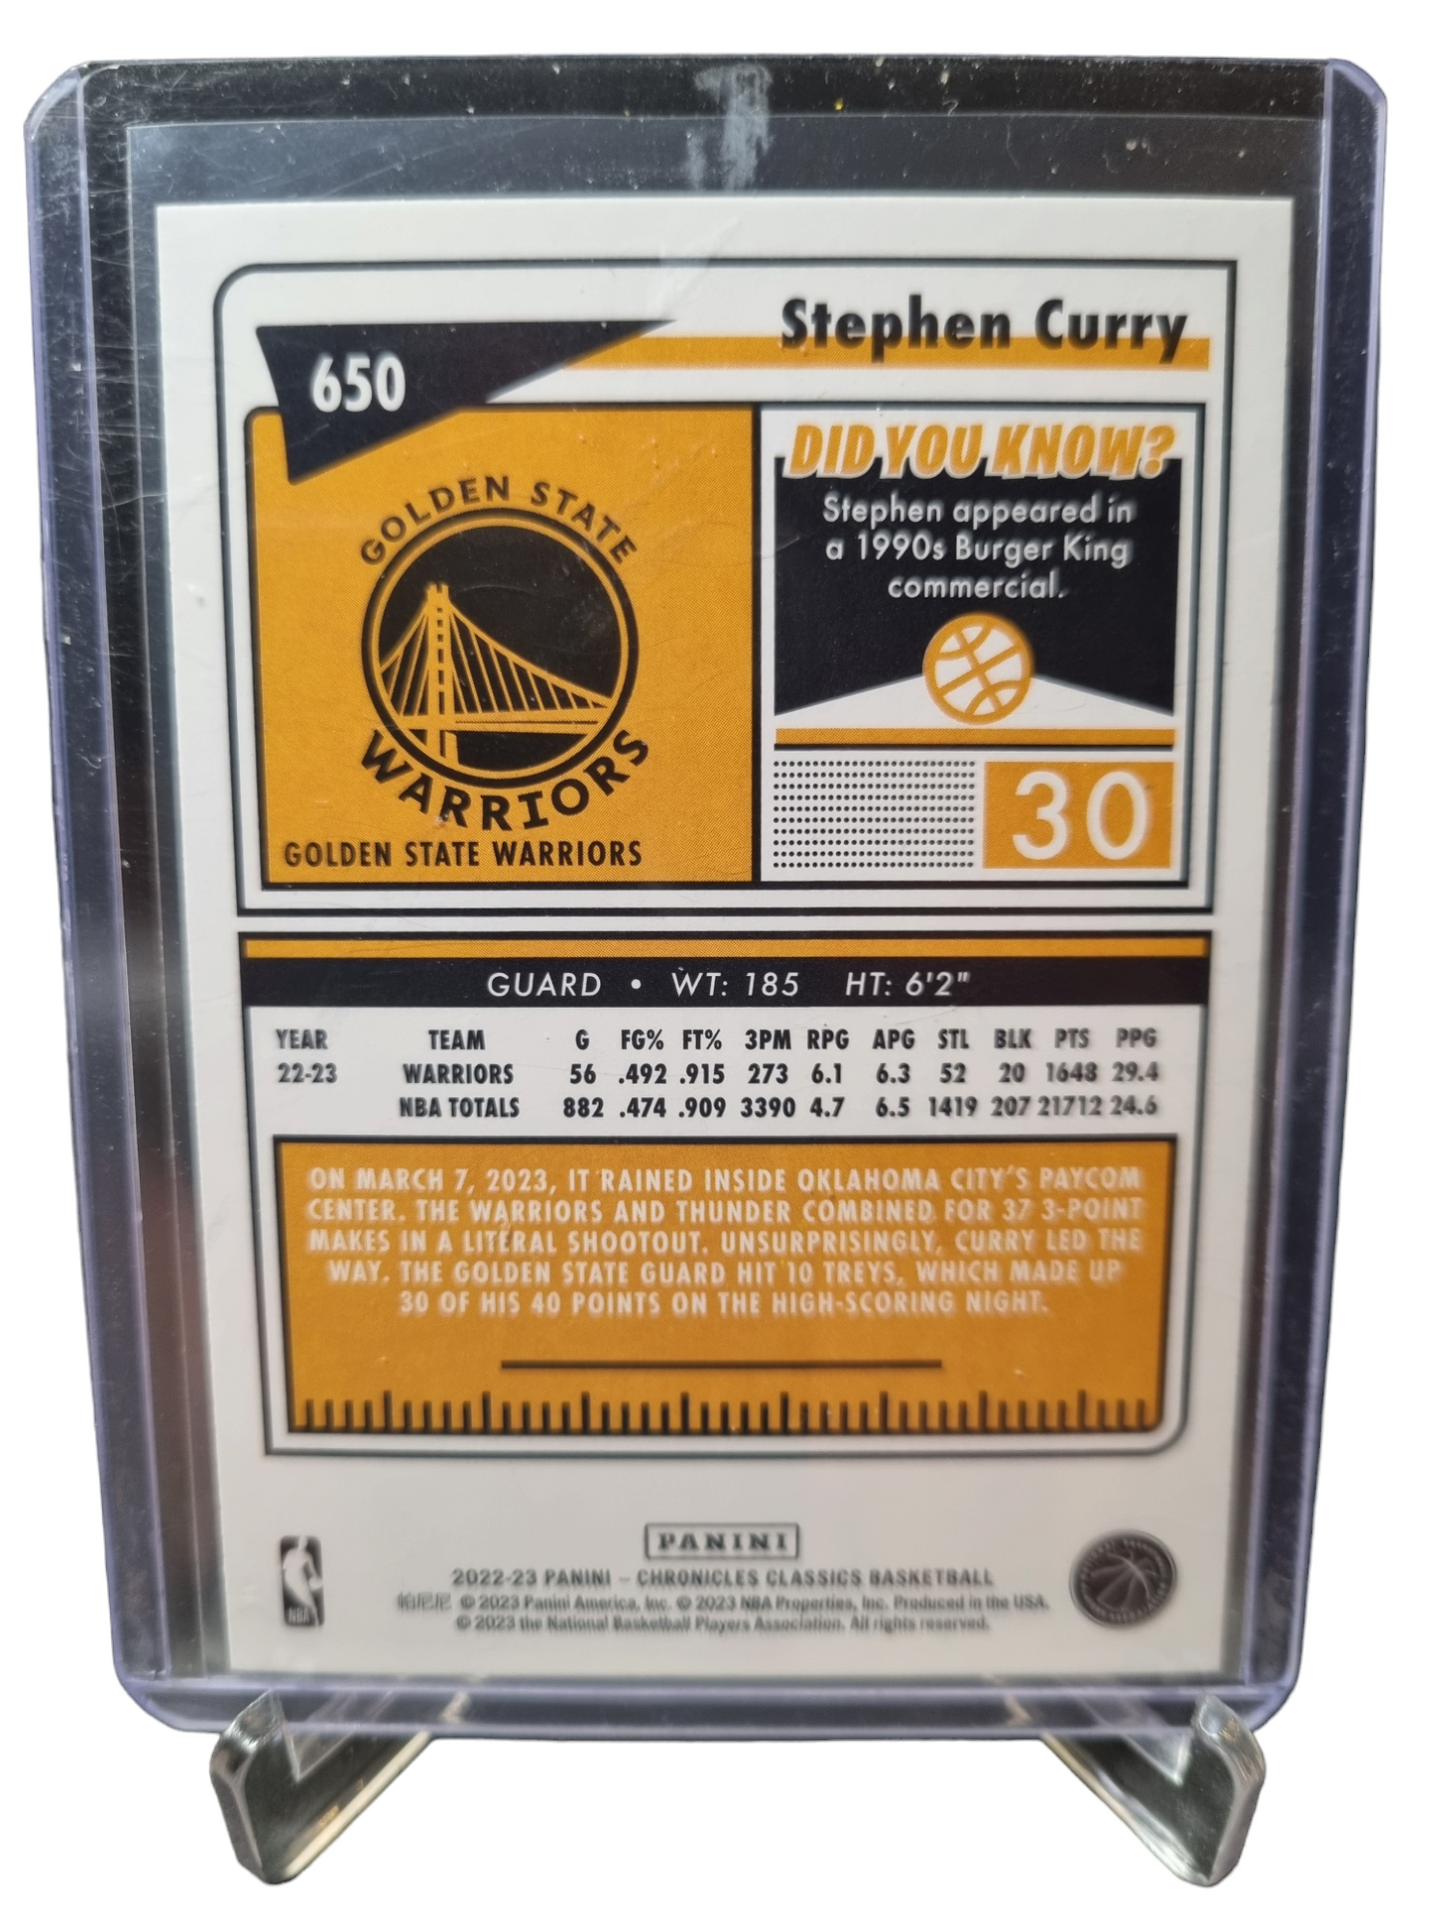 Stephen Curry
650
GOLDEN STATE
WARRIORS
GOLDEN STATE WARRIORS
DID YOU KNOW?
Stephen appeared in
a 1990s Burger King
commercial.
30
GUARD • WT: 185 HT: 6'2"
YEAR TEAM G FG% FT% 3PM RPG APG STL BLK PTS PPG
22-23 WARRIORS 56 .492 .915 273 6.1 6.3 52 20 1648 29.4
NBA TOTALS 882 .474 .909 3390 4.7 6.5 1419 207 21712 24.6
ON MARCH 7, 2023, IT RAINED INSIDE OKLAHOMA CITY'S PAYCOM
CENTER. THE WARRIORS AND THUNDER COMBINED FOR 37 3-POINT
MAKES IN A LITERAL SHOOTOUT. UNSURPRISINGLY, CURRY LED THE
WAY. THE GOLDEN STATE GUARD HIT 10 TREYS, WHICH MADE UP
30 OF HIS 40 POINTS ON THE HIGH-SCORING NIGHT.
PANINI
2022-23 PANINI – CHRONICLES CLASSICS BASKETBALL
帕尼尼 © 2023 Panini America, Inc. © 2023 NBA Properties, Inc. Produced in the USA.
© 2023 the National Basketball Players Association. All rights reserved.
NBA